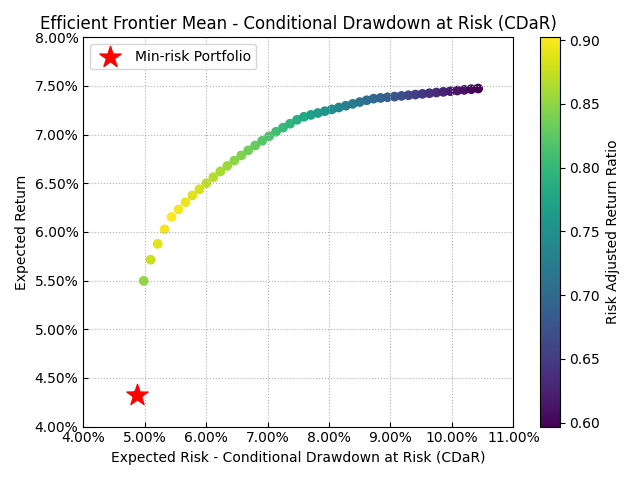 Efficient Frontier Mean - Conditional Drawdown at Risk (CDaR)
Min-risk Portfolio
8.00%
7.50%
7.00%
6.50%
6.00%
5.50%
5.00%
4.50%
4.00%
Expected Return
4.00% 5.00% 6.00% 7.00% 8.00% 9.00% 10.00% 11.00%
Expected Risk - Conditional Drawdown at Risk (CDaR)
0.90
0.85
0.80
0.75
0.70
0.65
0.60
Risk Adjusted Return Ratio